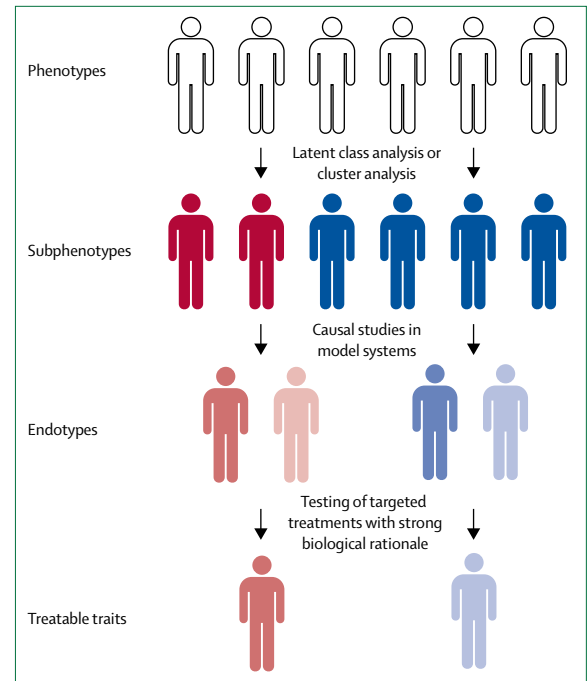 Phenotypes
Latent class analysis or
cluster analysis
Subphenotypes
Causal studies in
model systems
Endotypes
Testing of targeted
treatments with strong
biological rationale
Treatable traits